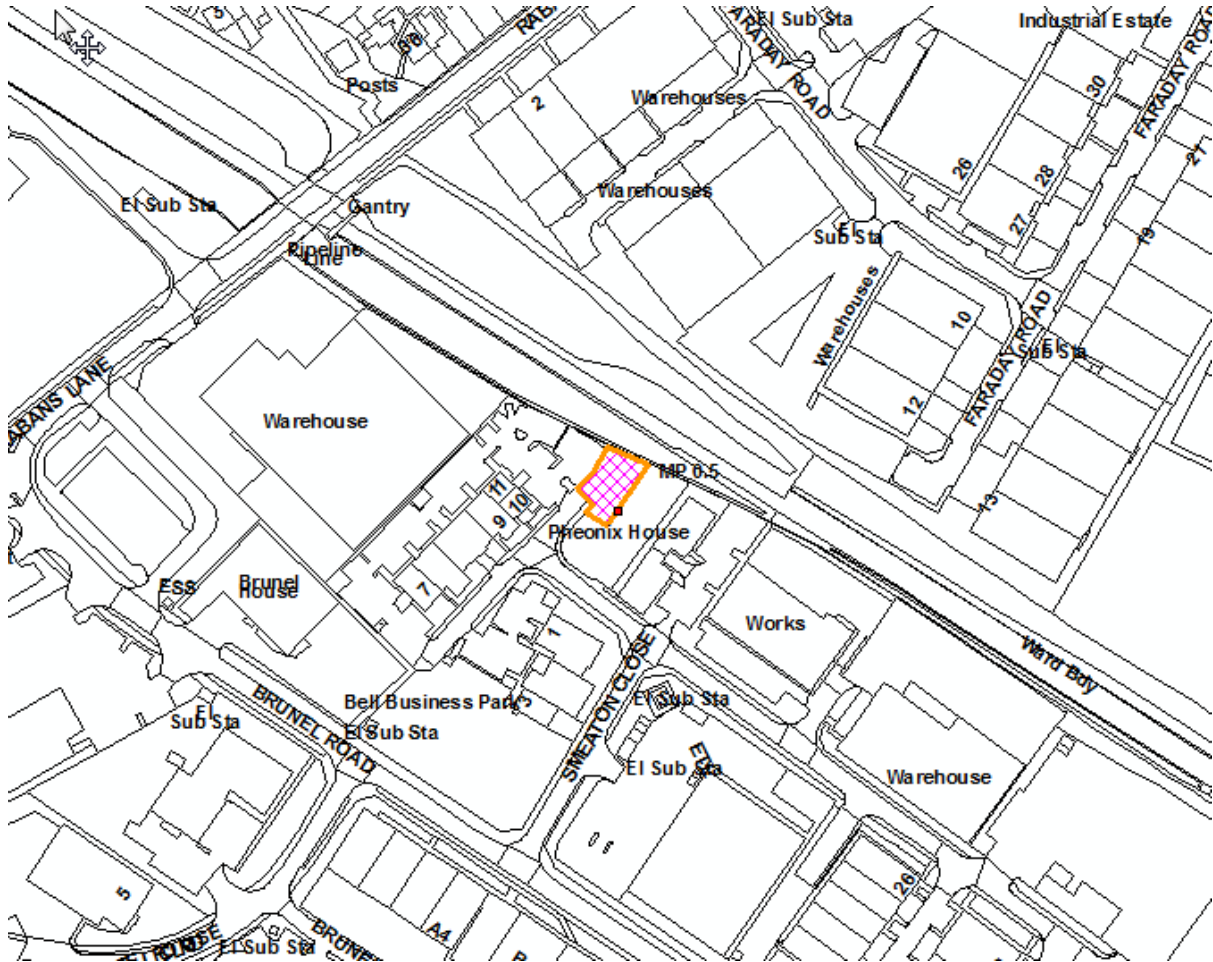 5
El Sub Sta
Industrial Estate
FARADAY ROAD
Posts
2
Warehouses
30
FARADAY ROAD
26
28
21
El Sub Sta
Gantry
Warehouses
27
19
Pipeline
Line
El
Sub Sta
Warehouses
10
FARADAY ROAD
El
Sub Sta
RABANS LANE
Warehouse
12
MP 0.5
11
10
9
13
Pheonix House
ESS
Brunel
House
7
1
Works
Ward Bdy
SMEATON CLOSE
Bell Business Park
3
El Sub Sta
El
Sub Sta
BRUNEL ROAD
El Sub Sta
El Sub Sta
Warehouse
5
26
A4
El Sub Sta